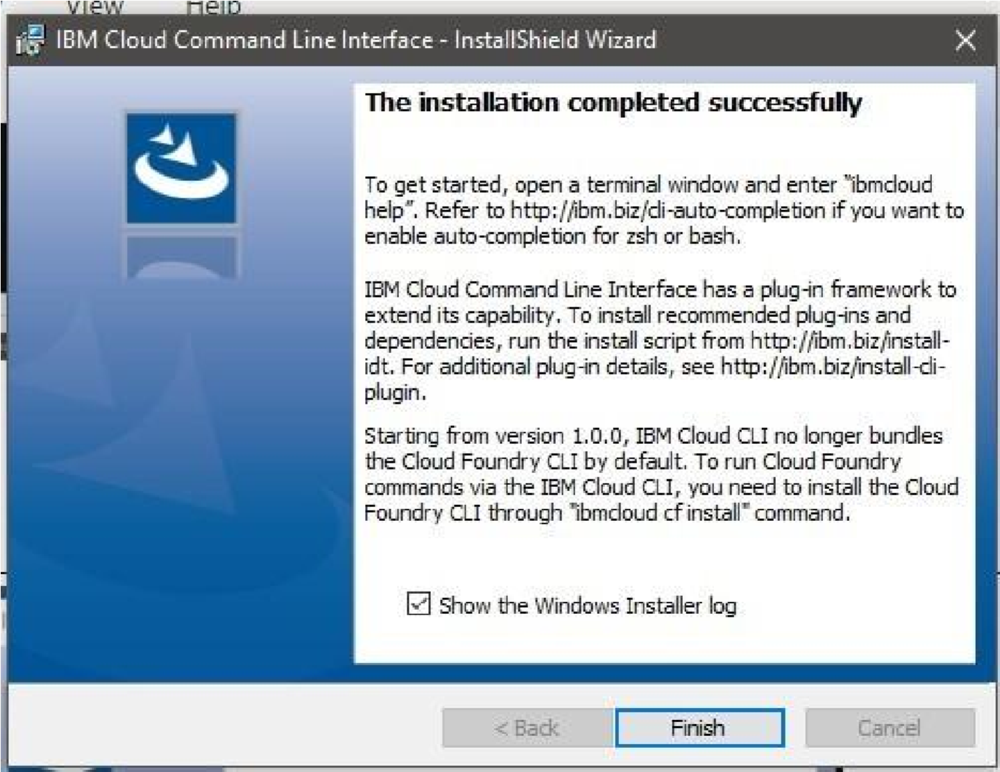 View Help
IBM Cloud Command Line Interface - InstallShield Wizard
The installation completed successfully
To get started, open a terminal window and enter "ibmcloud
help". Refer to http://ibm.biz/cli-auto-completion if you want to
enable auto-completion for zsh or bash.
IBM Cloud Command Line Interface has a plug-in framework to
extend its capability. To install recommended plug-ins and
dependencies, run the install script from http://ibm.biz/install-
idt. For additional plug-in details, see http://ibm.biz/install-cli-
plugin.
Starting from version 1.0.0, IBM Cloud CLI no longer bundles
the Cloud Foundry CLI by default. To run Cloud Foundry
commands via the IBM Cloud CLI, you need to install the Cloud
Foundry CLI through "ibmcloud cf install" command.
Show the Windows Installer log
< Back Finish Cancel